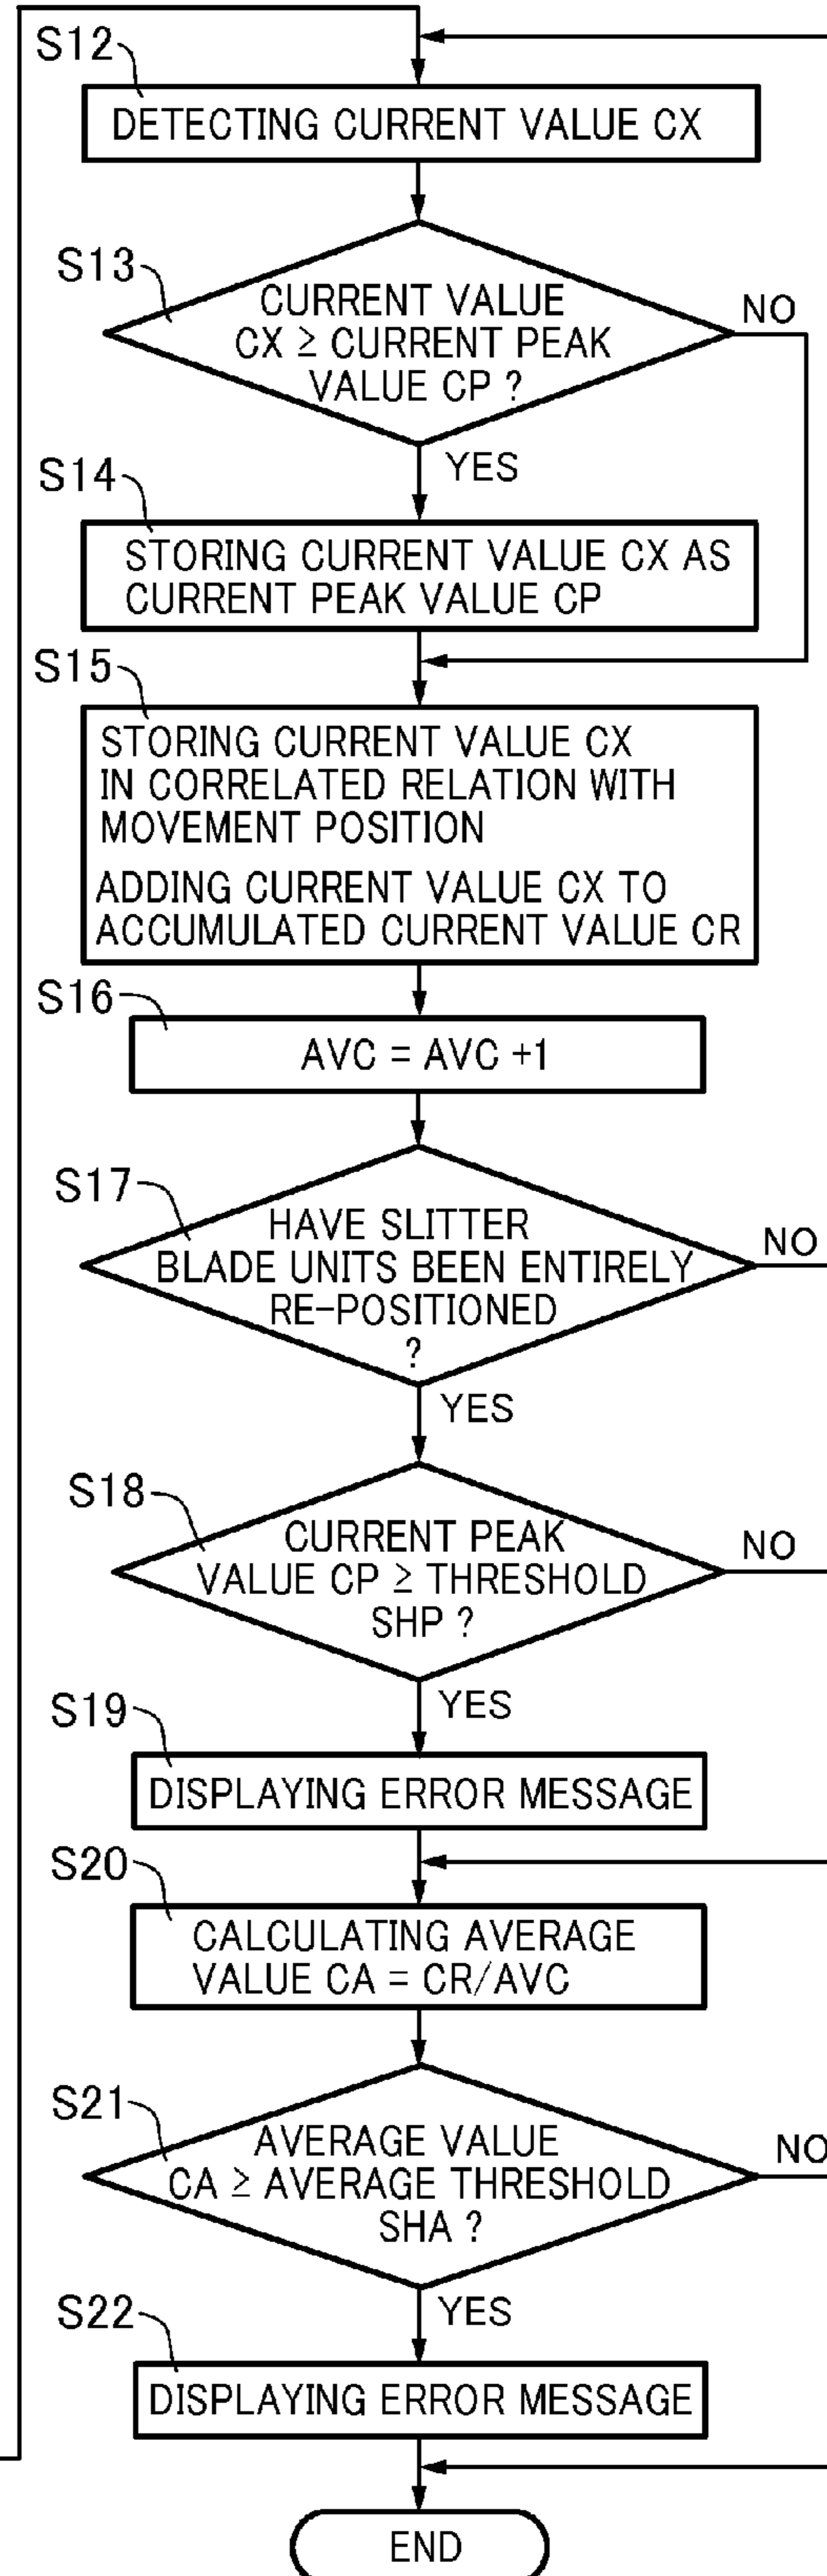 S12
DETECTING CURRENT VALUE CX
S13
CURRENT VALUE
CX ≥ CURRENT PEAK
VALUE CP ?
NO
YES
S14
STORING CURRENT VALUE CX AS
CURRENT PEAK VALUE CP
S15
STORING CURRENT VALUE CX
IN CORRELATED RELATION WITH
MOVEMENT POSITION
ADDING CURRENT VALUE CX TO
ACCUMULATED CURRENT VALUE CR
S16
AVC = AVC +1
S17
HAVE SLITTER
BLADE UNITS BEEN ENTIRELY
RE-POSITIONED
?
NO
YES
S18
CURRENT PEAK
VALUE CP ≥ THRESHOLD
SHP ?
NO
YES
S19
DISPLAYING ERROR MESSAGE
S20
CALCULATING AVERAGE
VALUE CA = CR/AVC
S21
AVERAGE VALUE
CA ≥ AVERAGE THRESHOLD
SHA ?
NO
YES
S22
DISPLAYING ERROR MESSAGE
END